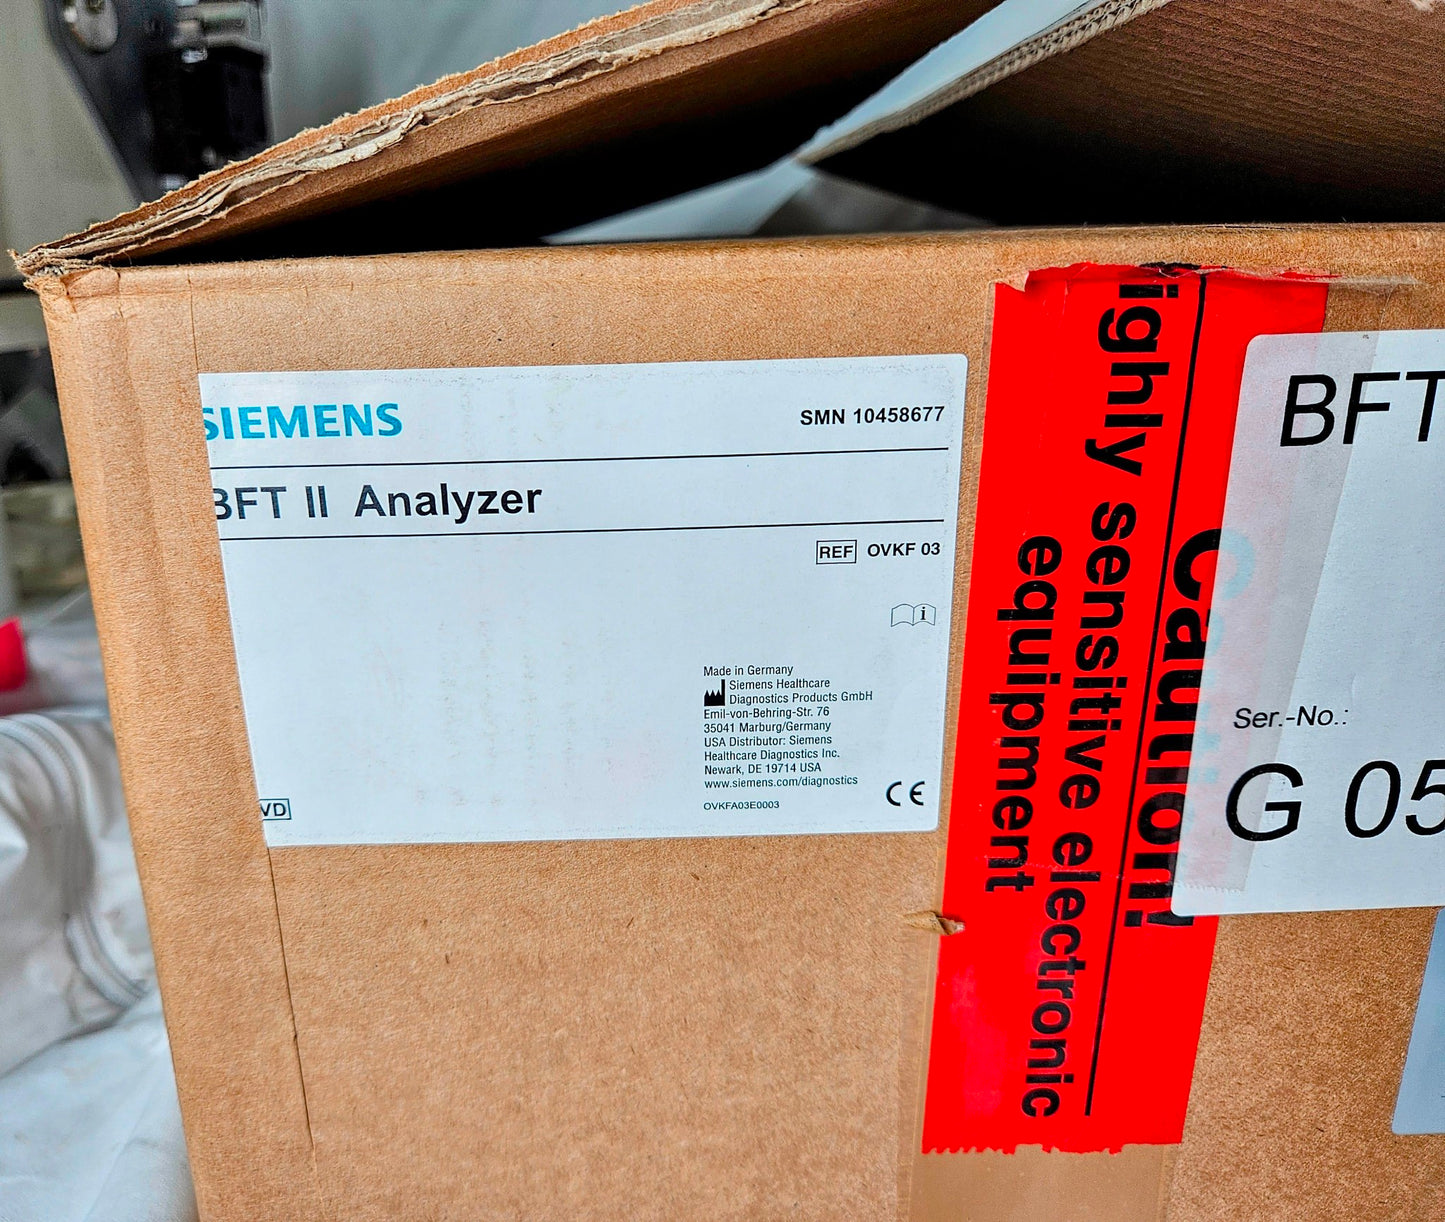 SIEMENS
SMN 10458677
BFT II Analyzer
REF OVKF 03
i
Made in Germany
Siemens Healthcare
Diagnostics Products GmbH
Emil-von-Behring-Str. 76
35041 Marburg/Germany
USA Distributor: Siemens
Healthcare Diagnostics Inc.
Newark, DE 19714 USA
www.siemens.com/diagnostics
OVKFA03E0003
CE
VD
Caution!
ighly sensitive electronic
equipment
BFT
Ser.-No.:
G 05